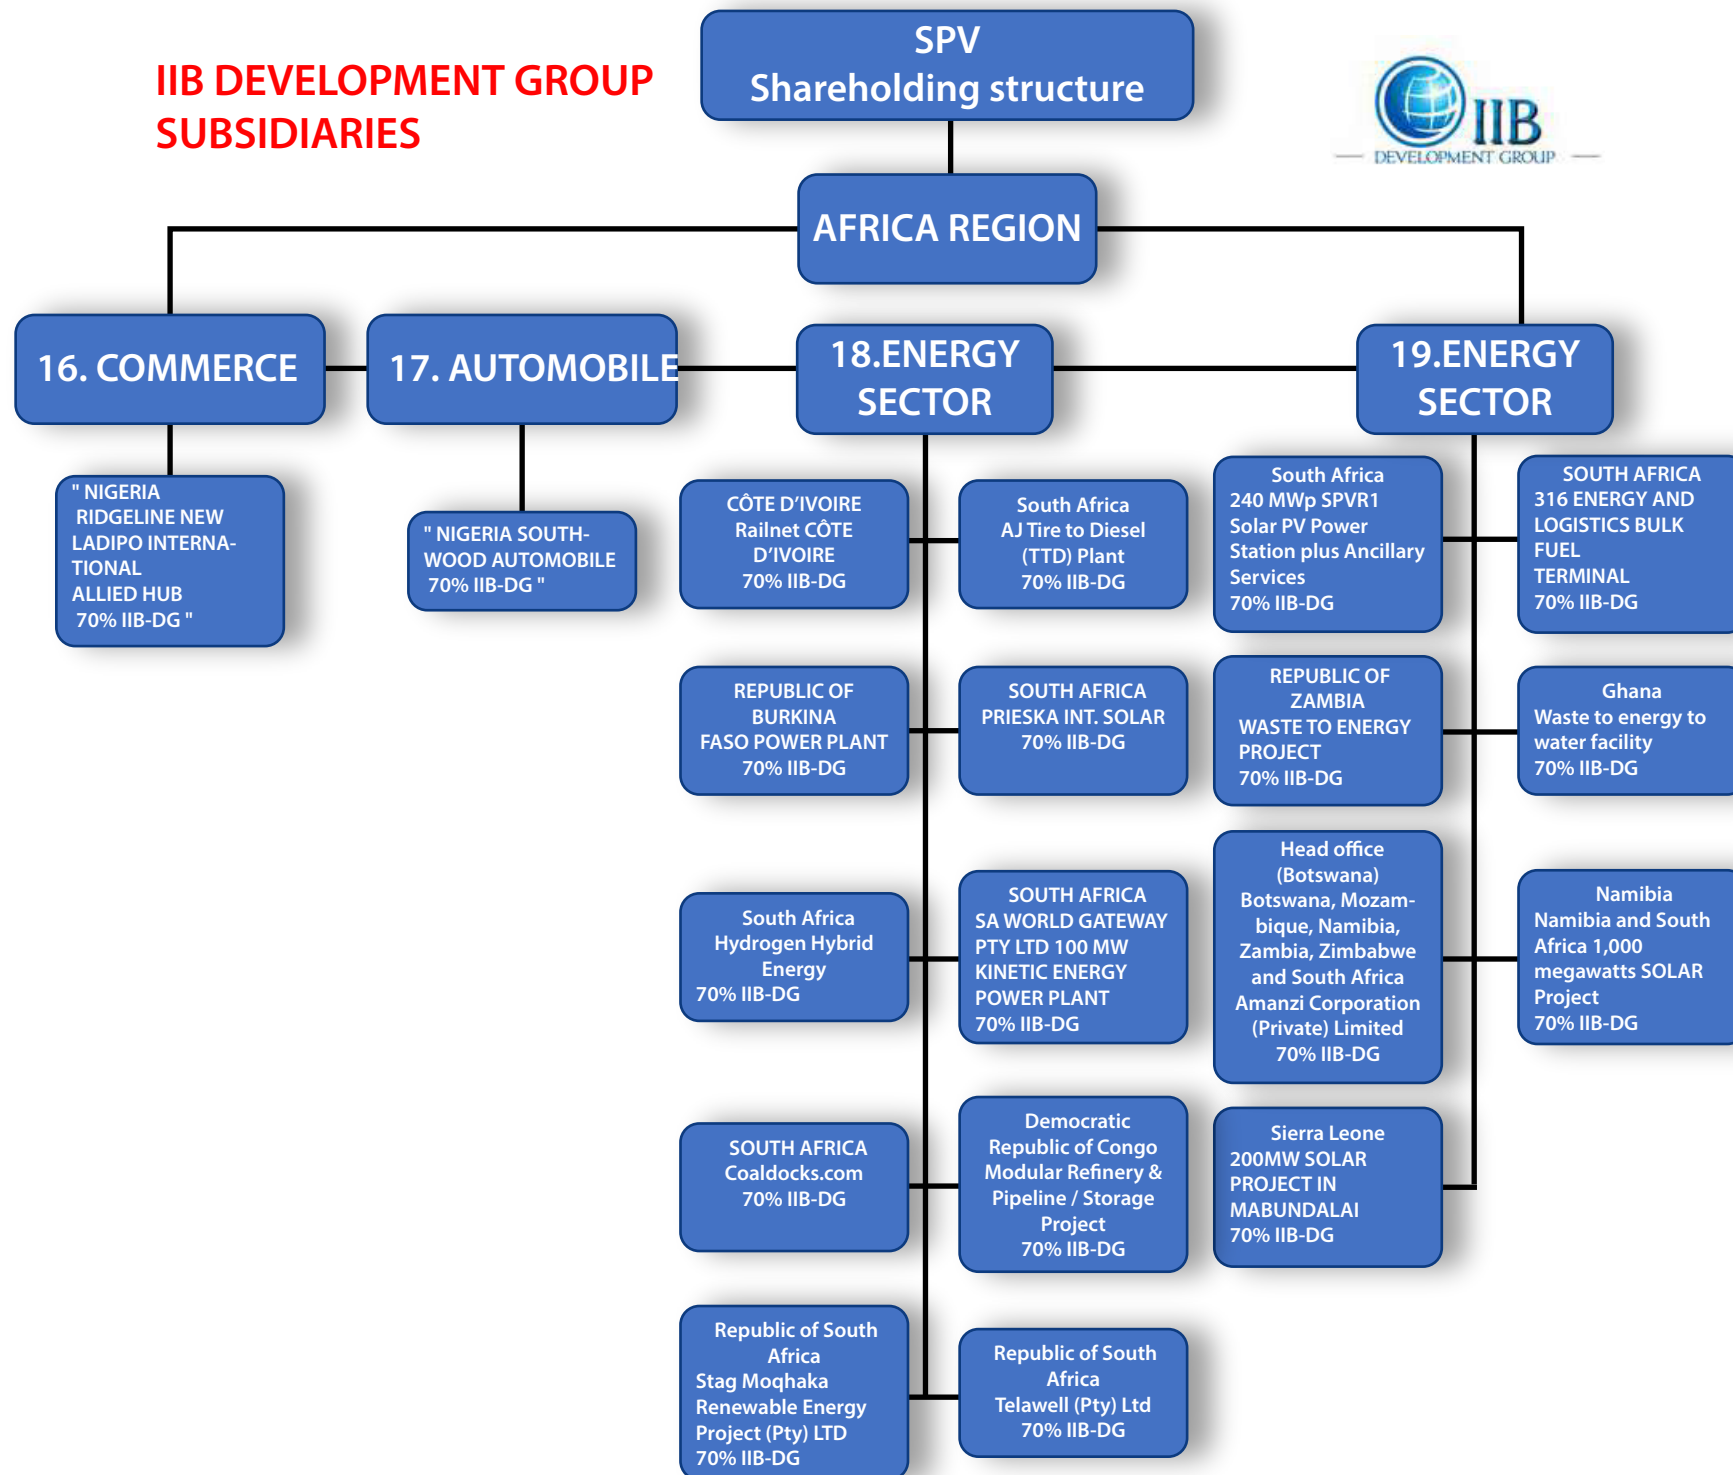 IIB DEVELOPMENT GROUP
SUBSIDIARIES
SPV
Shareholding structure
IIB
DEVELOPMENT GROUP
AFRICA REGION
16. COMMERCE
17. AUTOMOBILE
18.ENERGY
SECTOR
19.ENERGY
SECTOR
" NIGERIA
RIDGELINE NEW
LADIPO INTERNA-
TIONAL
ALLIED HUB
70% IIB-DG "
" NIGERIA SOUTH-
WOOD AUTOMOBILE
70% IIB-DG "
CÔTE D’IVOIRE
Railnet CÔTE
D’IVOIRE
70% IIB-DG
South Africa
AJ Tire to Diesel
(TTD) Plant
70% IIB-DG
REPUBLIC OF
BURKINA
FASO POWER PLANT
70% IIB-DG
SOUTH AFRICA
PRIESKA INT. SOLAR
70% IIB-DG
South Africa
Hydrogen Hybrid
Energy
70% IIB-DG
SOUTH AFRICA
SA WORLD GATEWAY
PTY LTD 100 MW
KINETIC ENERGY
POWER PLANT
70% IIB-DG
SOUTH AFRICA
Coaldocks.com
70% IIB-DG
Democratic
Republic of Congo
Modular Refinery &
Pipeline / Storage
Project
70% IIB-DG
Republic of South
Africa
Stag Moqhaka
Renewable Energy
Project (Pty) LTD
70% IIB-DG
Republic of South
Africa
Telawell (Pty) Ltd
70% IIB-DG
South Africa
240 MWp SPVR1
Solar PV Power
Station plus Ancillary
Services
70% IIB-DG
SOUTH AFRICA
316 ENERGY AND
LOGISTICS BULK
FUEL
TERMINAL
70% IIB-DG
REPUBLIC OF
ZAMBIA
WASTE TO ENERGY
PROJECT
70% IIB-DG
Ghana
Waste to energy to
water facility
70% IIB-DG
Head office
(Botswana)
Botswana, Mozam-
bique, Namibia,
Zambia, Zimbabwe
and South Africa
Amanzi Corporation
(Private) Limited
70% IIB-DG
Namibia
Namibia and South
Africa 1,000
megawatts SOLAR
Project
70% IIB-DG
Sierra Leone
200MW SOLAR
PROJECT IN
MABUNDALAI
70% IIB-DG